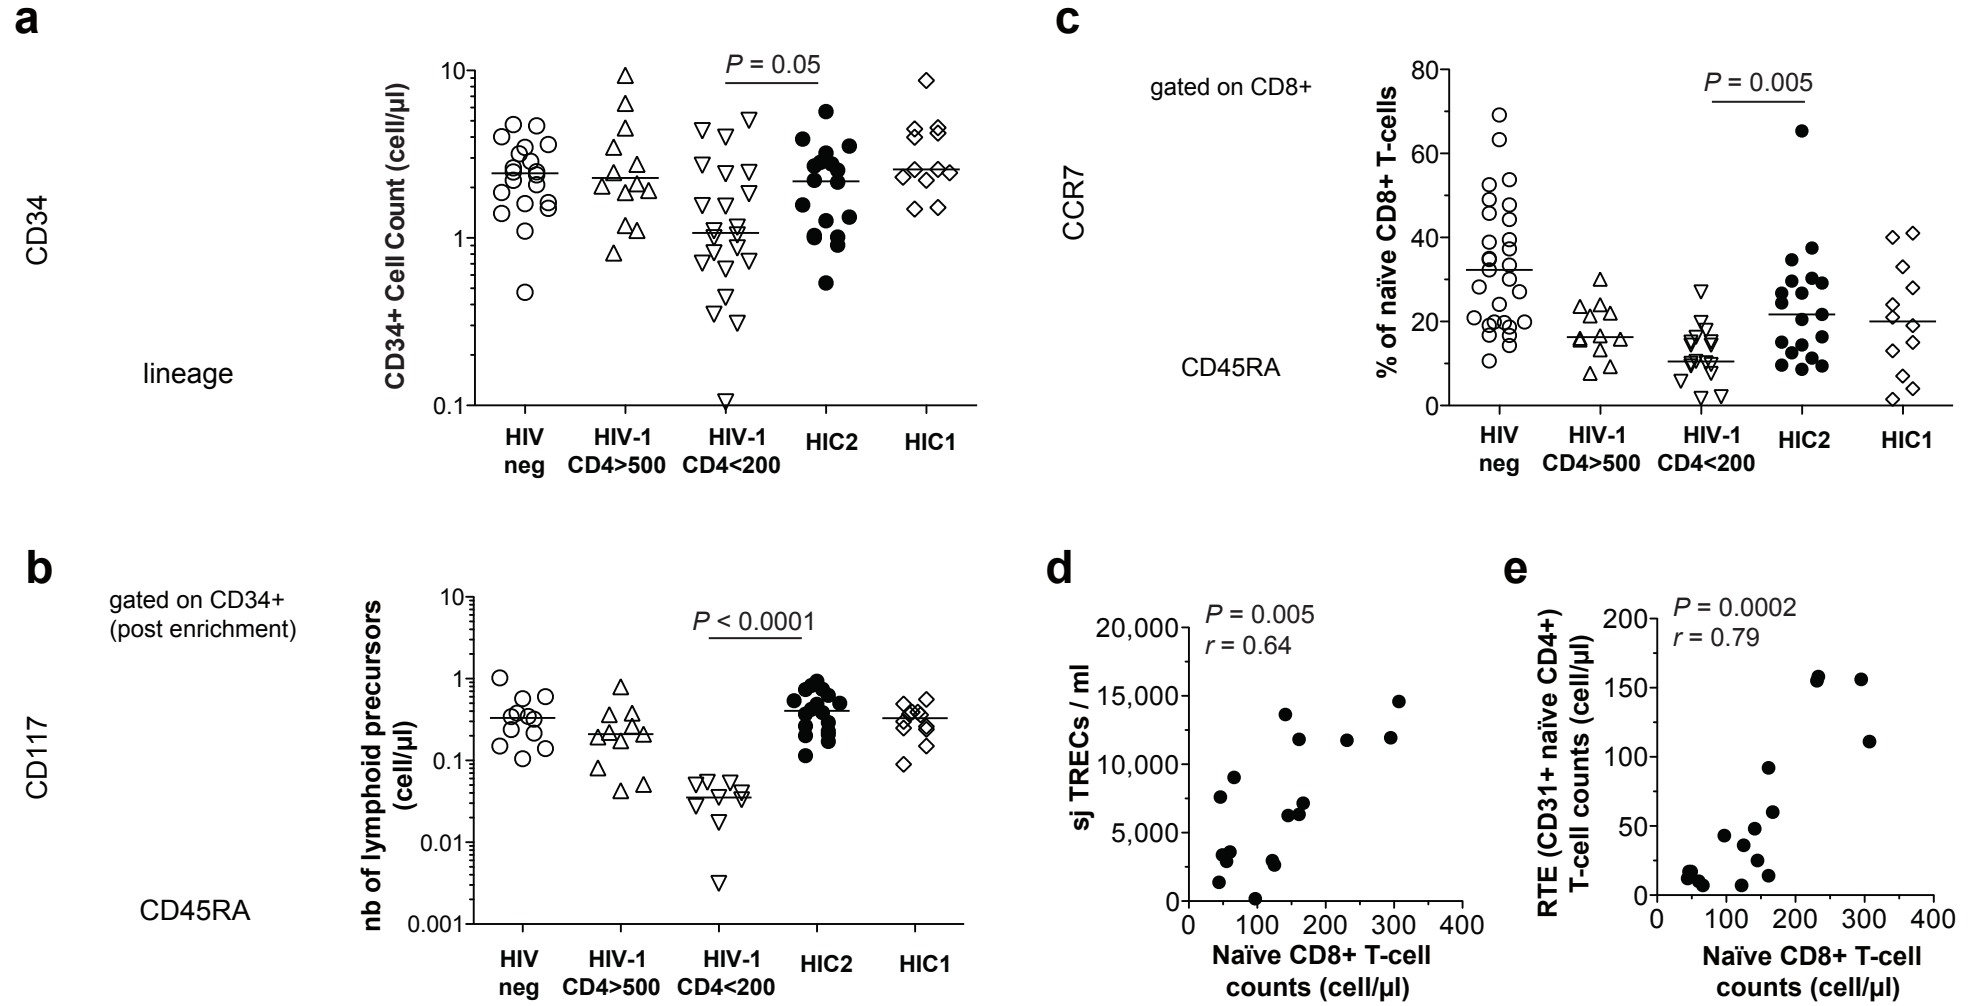 a
CD34
lineage
CD34+ Cell Count (cell/µl)
10
1
0.1
P = 0.05
HIV
neg
HIV-1
CD4>500
HIV-1
CD4<200
HIC2
HIC1
b
gated on CD34+
(post enrichment)
CD117
CD45RA
nb of lymphoid precursors
(cell/µl)
10
1
0.1
0.01
0.001
P < 0.0001
HIV
neg
HIV-1
CD4>500
HIV-1
CD4<200
HIC2
HIC1
c
gated on CD8+
CCR7
CD45RA
% of naïve CD8+ T-cells
80
60
40
20
0
P = 0.005
HIV
neg
HIV-1
CD4>500
HIV-1
CD4<200
HIC2
HIC1
d
P = 0.005
r = 0.64
sj TRECs / ml
20,000
15,000
10,000
5,000
0
0 100 200 300 400
Naïve CD8+ T-cell
counts (cell/µl)
e
P = 0.0002
r = 0.79
RTE (CD31+ naïve CD4+)
T-cell counts (cell/µl)
200
150
100
50
0
0 100 200 300 400
Naïve CD8+ T-cell
counts (cell/µl)